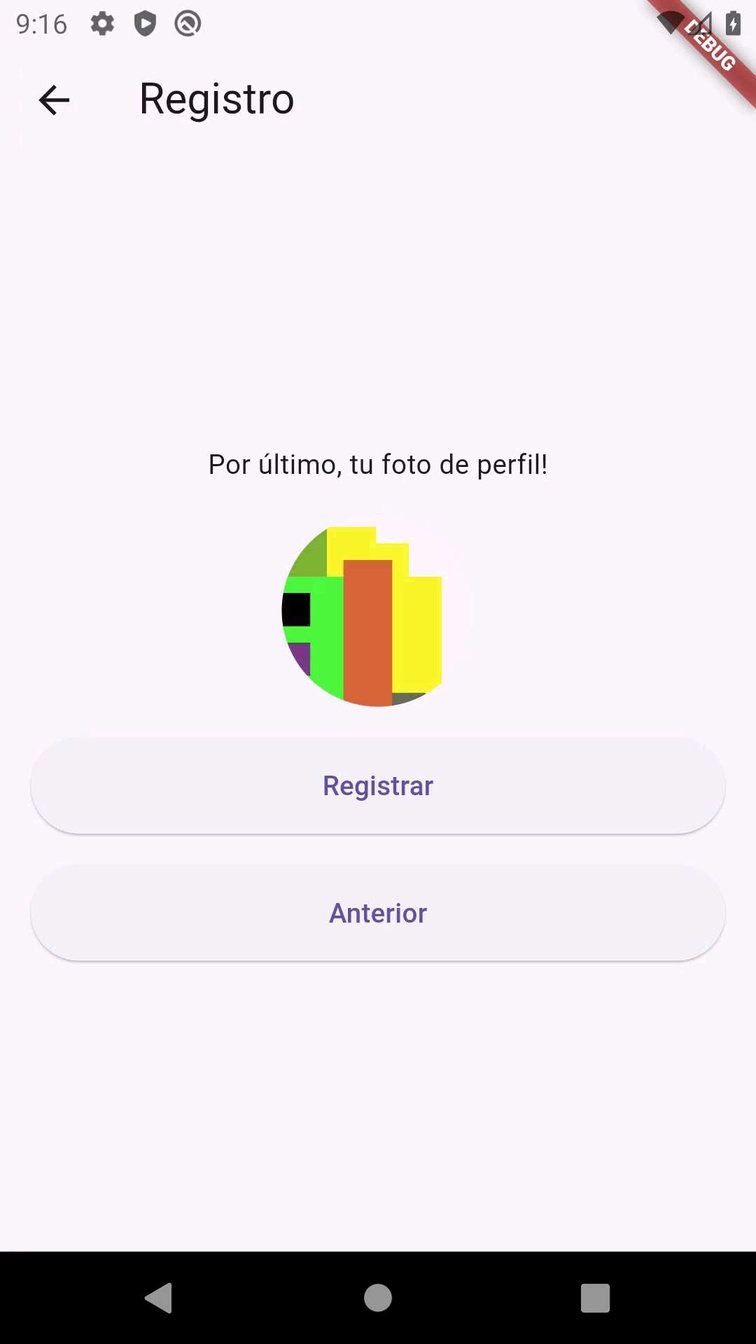 9:16
DEBUG
Registro
Por último, tu foto de perfil!
Registrar
Anterior